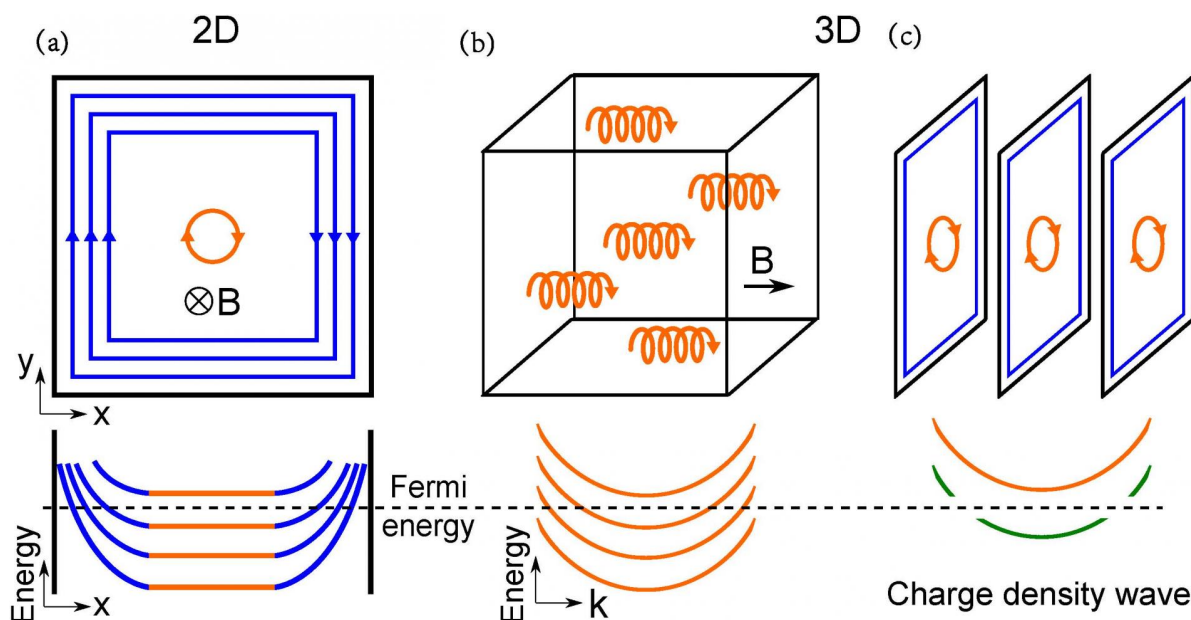 (a) 2D
(b) 3D (c)
⊗B
B
y
x
Fermi
energy
Energy
x
Energy
k
Charge density wave